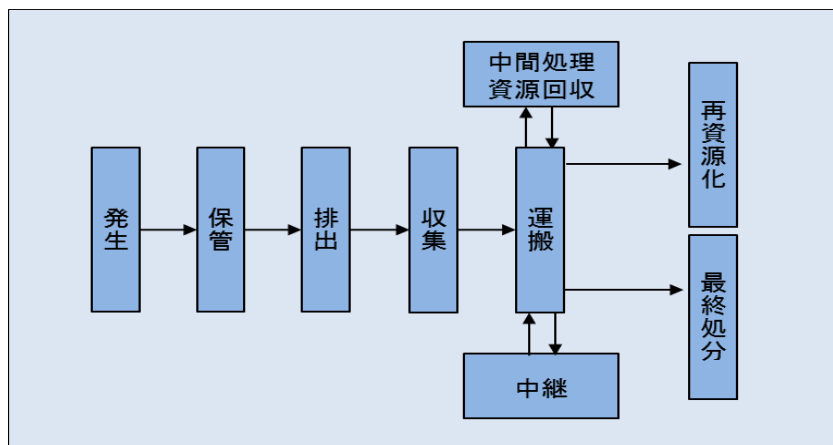 中間処理
資源回収
発生
保管
排出
収集
運搬
再資源化
最終処分
中継